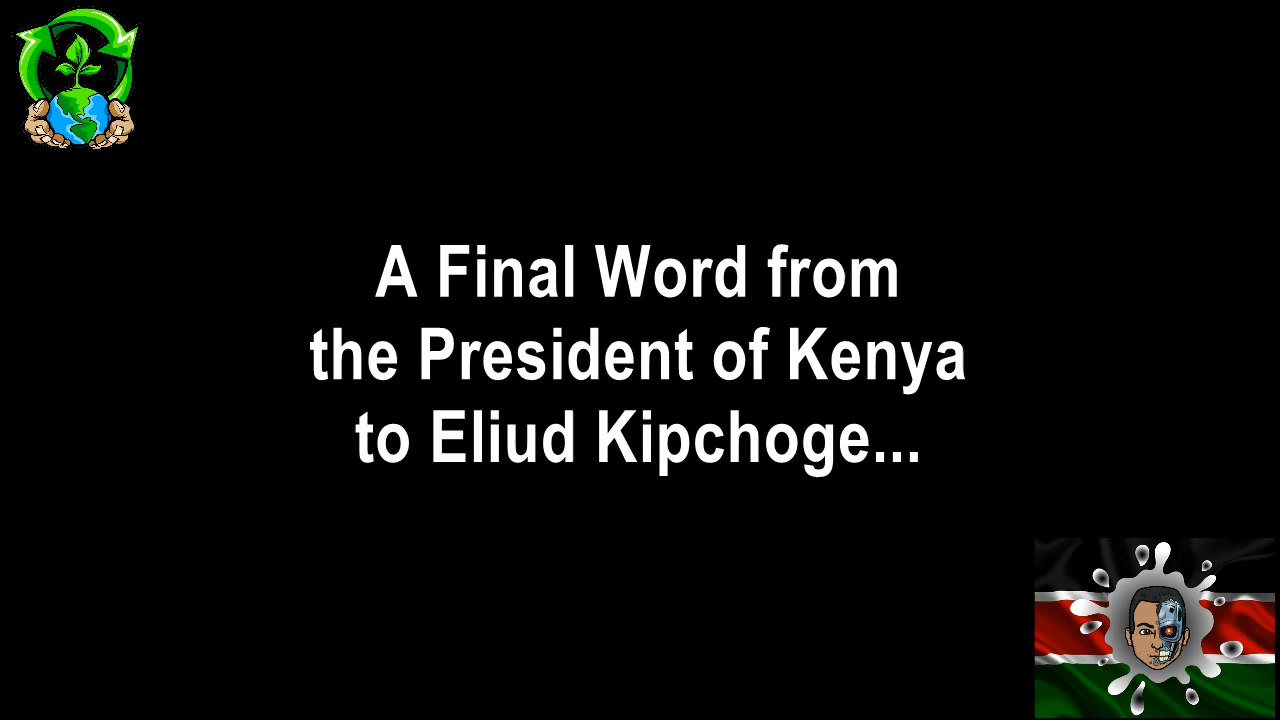 A Final Word from
the President of Kenya
to Eliud Kipchoge...